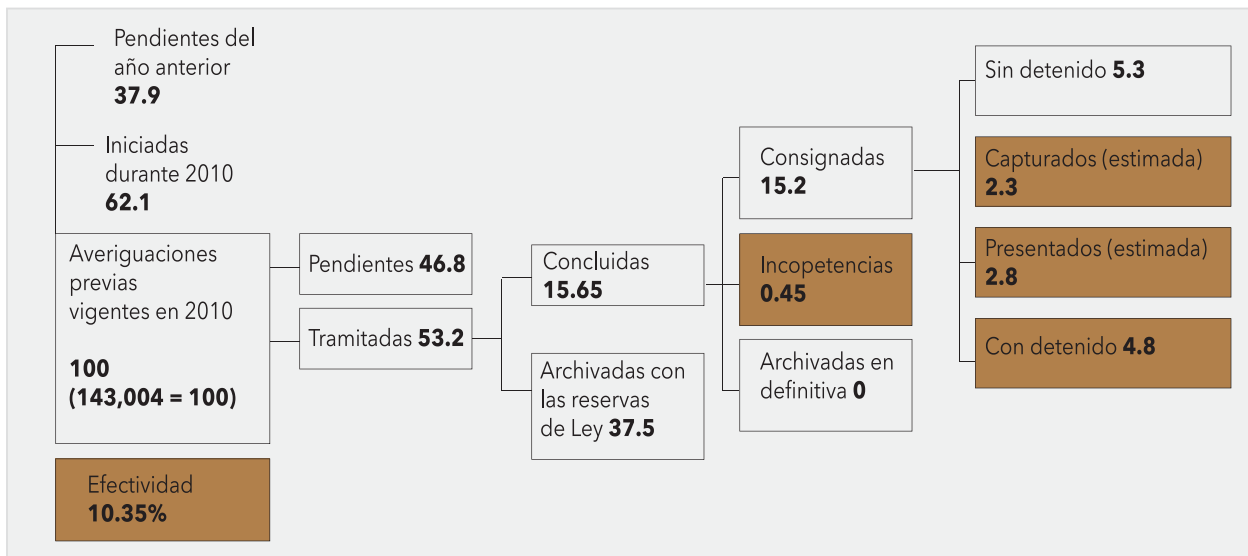 Pendientes del
año anterior
37.9
Iniciadas
durante 2010
62.1
Averiguaciones
previas
vigentes en 2010
100
(143,004 = 100)
Efectividad
10.35%
Pendientes 46.8
Tramitadas 53.2
Concluidas
15.65
Archivadas con
las reservas
de Ley 37.5
Consignadas
15.2
Incopetencias
0.45
Archivadas en
definitiva 0
Sin detenido 5.3
Capturados (estimada)
2.3
Presentados (estimada)
2.8
Con detenido 4.8